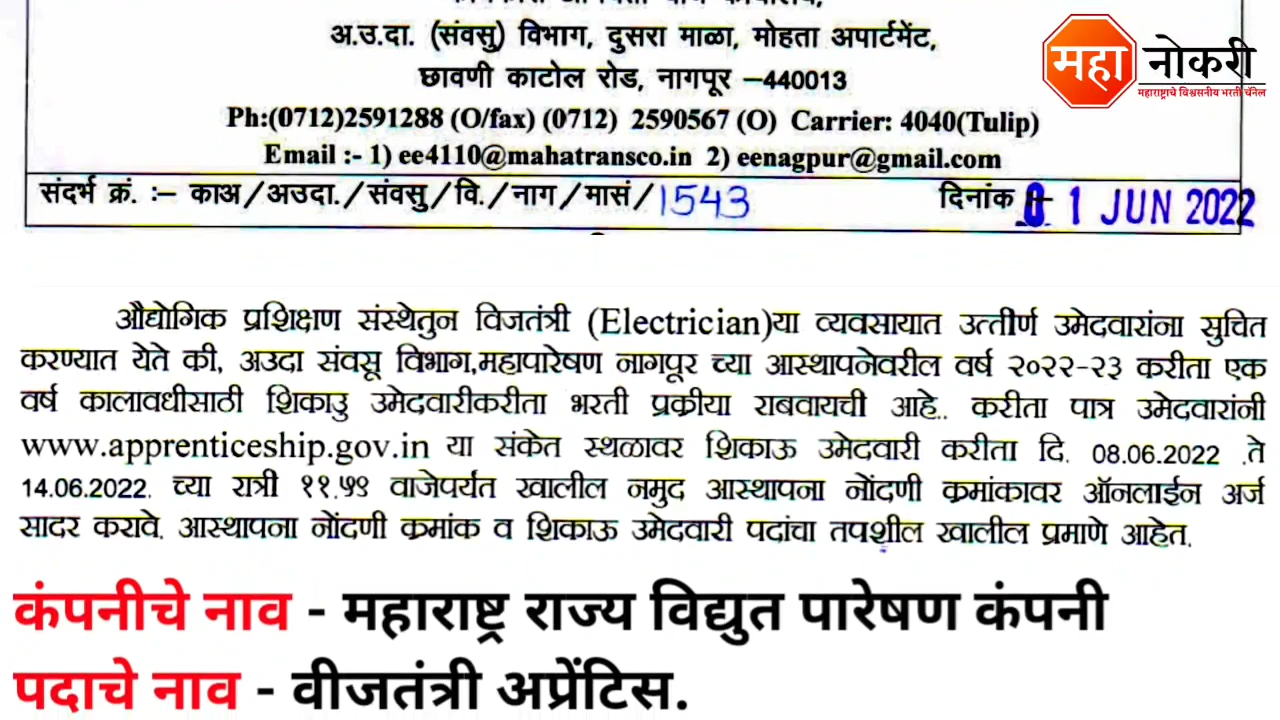 अ.उ.दा. (संवसु) विभाग, दुसरा माळा, मोहता अपार्टमेंट,
छावणी काटोल रोड, नागपूर –440013
Ph:(0712)2591288 (O/fax) (0712) 2590567 (O) Carrier: 4040(Tulip)
Email :- 1) ee4110@mahatransco.in 2) eenagpur@gmail.com
महा नोकरी
महाराष्ट्राचे विश्वसनीय भरती चॅनेल
संदर्भ क्रं. :– काअ/अउदा./संवसु/वि./नाग/मासं/1543 दिनांक :– 0 1 JUN 2022
औद्योगिक प्रशिक्षण संस्थेतुन विजतंत्री (Electrician)या व्यवसायात उत्तीर्ण उमेदवारांना सुचित
करण्यात येते की, अउदा संवसू विभाग,महापारेषण नागपूर च्या आस्थापनेवरील वर्ष २०२२-२३ करीता एक
वर्ष कालावधीसाठी शिकाउ उमेदवारीकरीता भरती प्रक्रीया राबवायची आहे.. करीता पात्र उमेदवारांनी
www.apprenticeship.gov.in या संकेत स्थळावर शिकाऊ उमेदवारी करीता दि. 08.06.2022 .ते
14.06.2022. च्या रात्री ११.५९ वाजेपर्यंत खालील नमुद आस्थापना नोंदणी क्रमांकावर ऑनलाईन अर्ज
सादर करावे. आस्थापना नोंदणी क्रमांक व शिकाऊ उमेदवारी पदांचा तपशील खालील प्रमाणे आहेत.
कंपनीचे नाव - महाराष्ट्र राज्य विद्युत पारेषण कंपनी
पदाचे नाव - वीजतंत्री अप्रेंटिस.